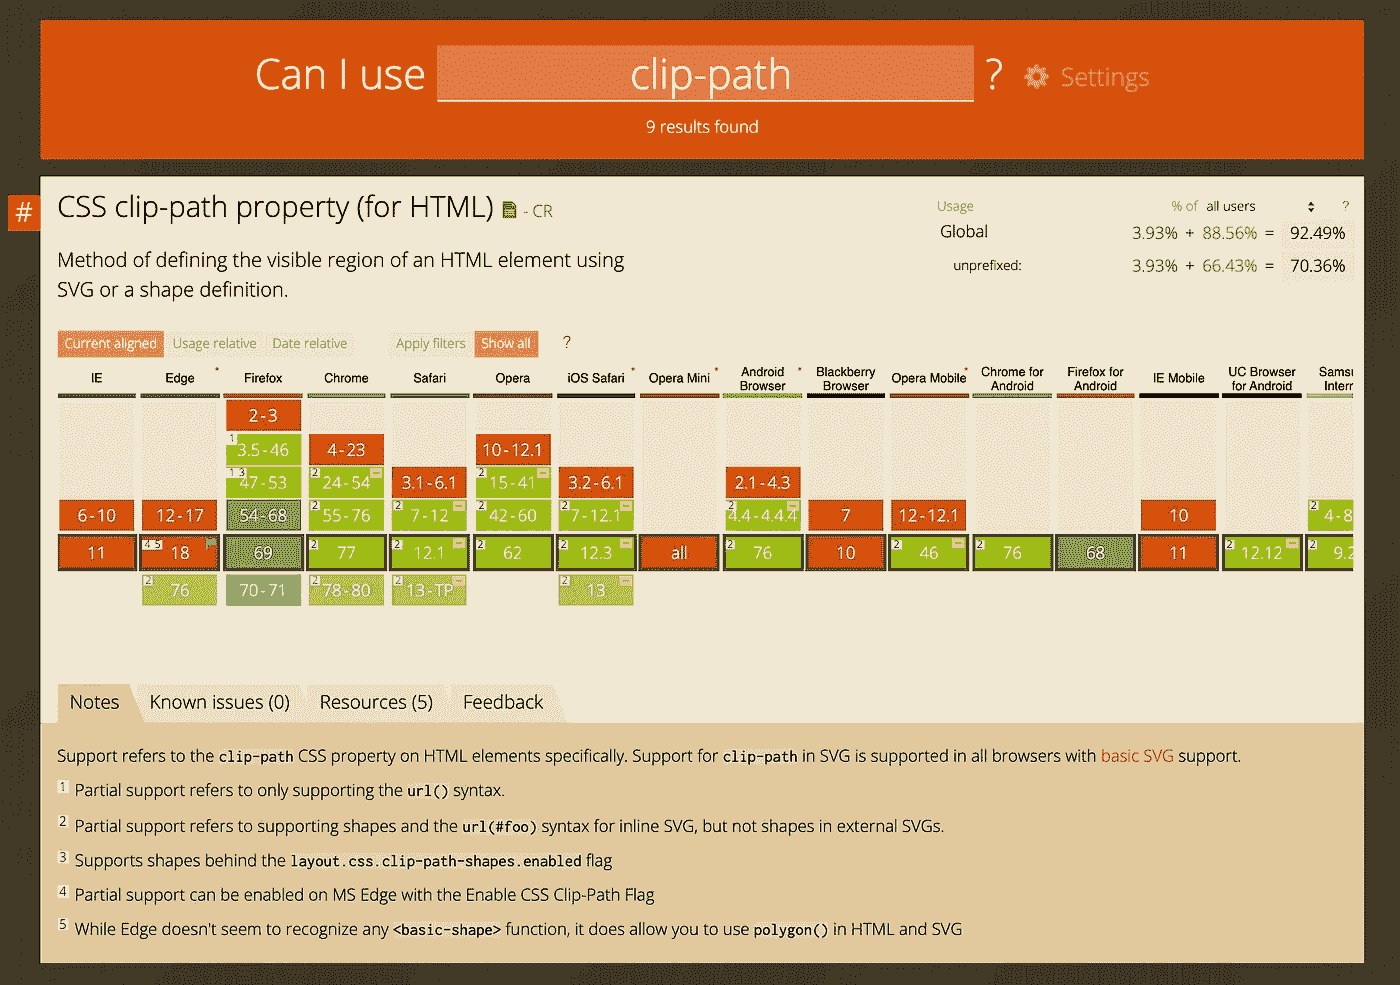 Can I use clip-path ? Settings
9 results found
#
CSS clip-path property (for HTML) - CR
Method of defining the visible region of an HTML element using
SVG or a shape definition.
Usage % of all users ?
Global 3.93% + 88.56% = 92.49%
unprefixed: 3.93% + 66.43% = 70.36%
Current aligned Usage relative Date relative Apply filters Show all ?
IE Edge * Firefox Chrome Safari Opera iOS Safari * Opera Mini * Android Browser * Blackberry Browser Opera Mobile * Chrome for Android Firefox for Android IE Mobile UC Browser for Android Samsu Intern
2-3
1 3.5-46 4-23 10-12.1
1 3 47-53 2 24-54 3.1-6.1 2 15-41 3.2-6.1 2.1-4.3
6-10 12-17 54-68 2 55-76 2 7-12 2 42-60 2 7-12.1 2 4.4-4.4.4 7 12-12.1 10 2 4-8
11 4 5 18 69 2 77 2 12.1 2 62 2 12.3 all 2 76 10 2 46 2 76 68 11 2 12.12 2 9.2
2 76 70-71 2 78-80 2 13-TP 2 13
Notes Known issues (0) Resources (5) Feedback
Support refers to the clip-path CSS property on HTML elements specifically. Support for clip-path in SVG is supported in all browsers with basic SVG support.
1 Partial support refers to only supporting the url() syntax.
2 Partial support refers to supporting shapes and the url(#foo) syntax for inline SVG, but not shapes in external SVGs.
3 Supports shapes behind the layout.css.clip-path-shapes.enabled flag
4 Partial support can be enabled on MS Edge with the Enable CSS Clip-Path Flag
5 While Edge doesn't seem to recognize any <basic-shape> function, it does allow you to use polygon() in HTML and SVG